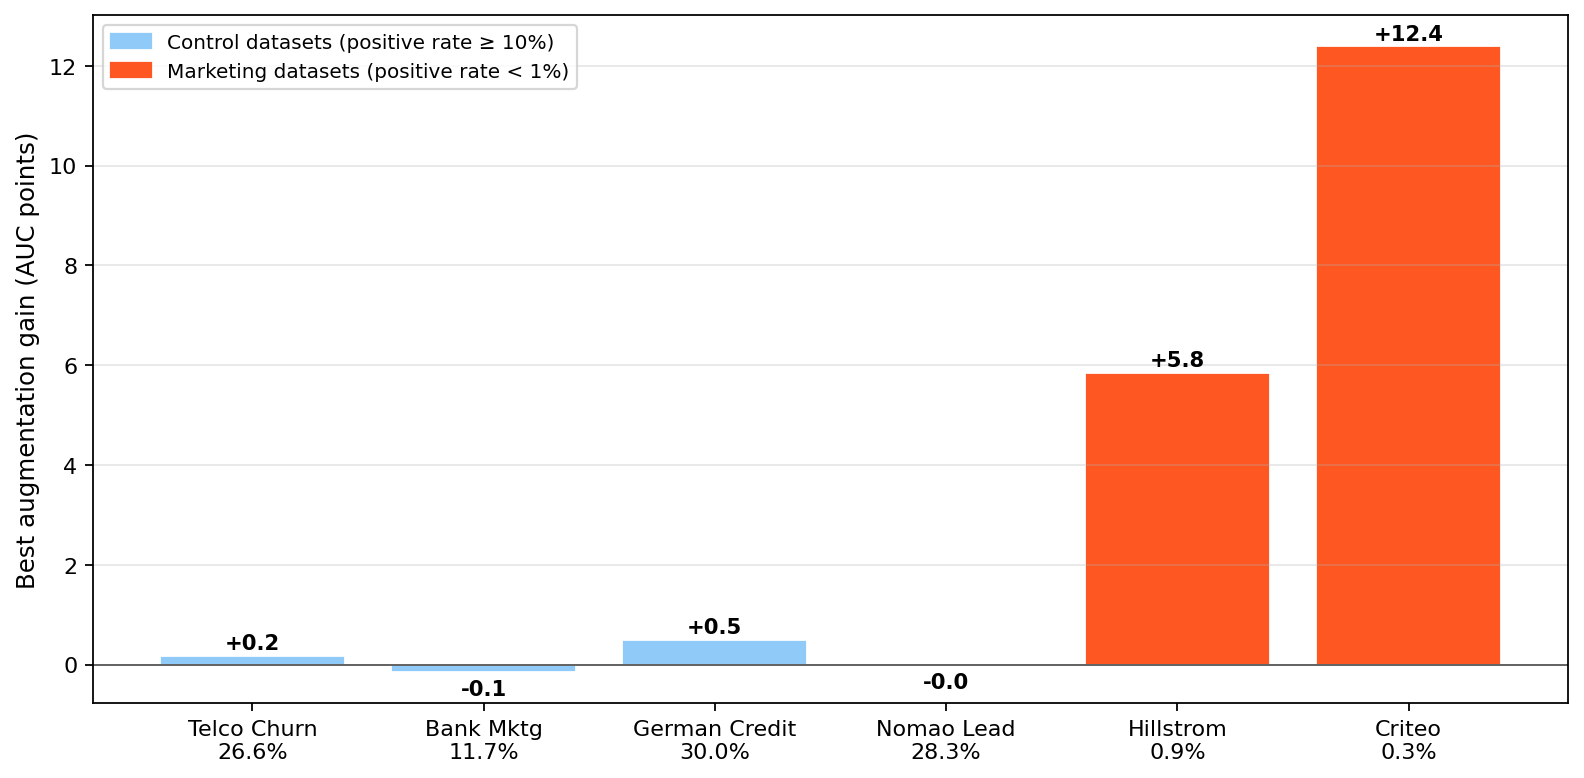 Control datasets (positive rate ≥ 10%)
Marketing datasets (positive rate < 1%)
Best augmentation gain (AUC points)
12
10
8
6
4
2
0
+0.2
-0.1
+0.5
-0.0
+5.8
+12.4
Telco Churn
26.6%
Bank Mktg
11.7%
German Credit
30.0%
Nomao Lead
28.3%
Hillstrom
0.9%
Criteo
0.3%